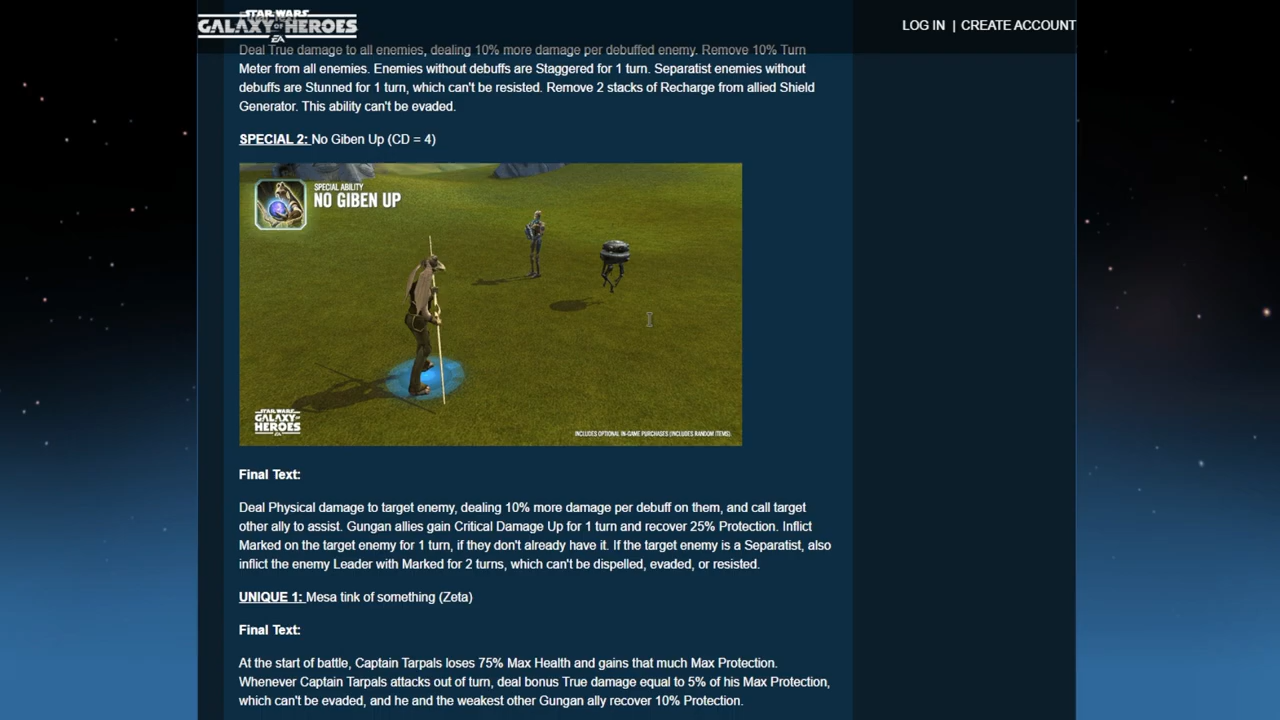 STAR WARS
GALAXY OF HEROES
EA
LOG IN | CREATE ACCOUNT
Final Text:
Deal True damage to all enemies, dealing 10% more damage per debuffed enemy. Remove 10% Turn
Meter from all enemies. Enemies without debuffs are Staggered for 1 turn. Separatist enemies without
debuffs are Stunned for 1 turn, which can't be resisted. Remove 2 stacks of Recharge from allied Shield
Generator. This ability can't be evaded.
SPECIAL 2: No Giben Up (CD = 4)
SPECIAL ABILITY
NO GIBEN UP
STAR WARS
GALAXY OF
HEROES
EA
INCLUDES OPTIONAL IN-GAME PURCHASES (INCLUDES RANDOM ITEMS).
Final Text:
Deal Physical damage to target enemy, dealing 10% more damage per debuff on them, and call target
other ally to assist. Gungan allies gain Critical Damage Up for 1 turn and recover 25% Protection. Inflict
Marked on the target enemy for 1 turn, if they don't already have it. If the target enemy is a Separatist, also
inflict the enemy Leader with Marked for 2 turns, which can't be dispelled, evaded, or resisted.
UNIQUE 1: Mesa tink of something (Zeta)
Final Text:
At the start of battle, Captain Tarpals loses 75% Max Health and gains that much Max Protection.
Whenever Captain Tarpals attacks out of turn, deal bonus True damage equal to 5% of his Max Protection,
which can't be evaded, and he and the weakest other Gungan ally recover 10% Protection.